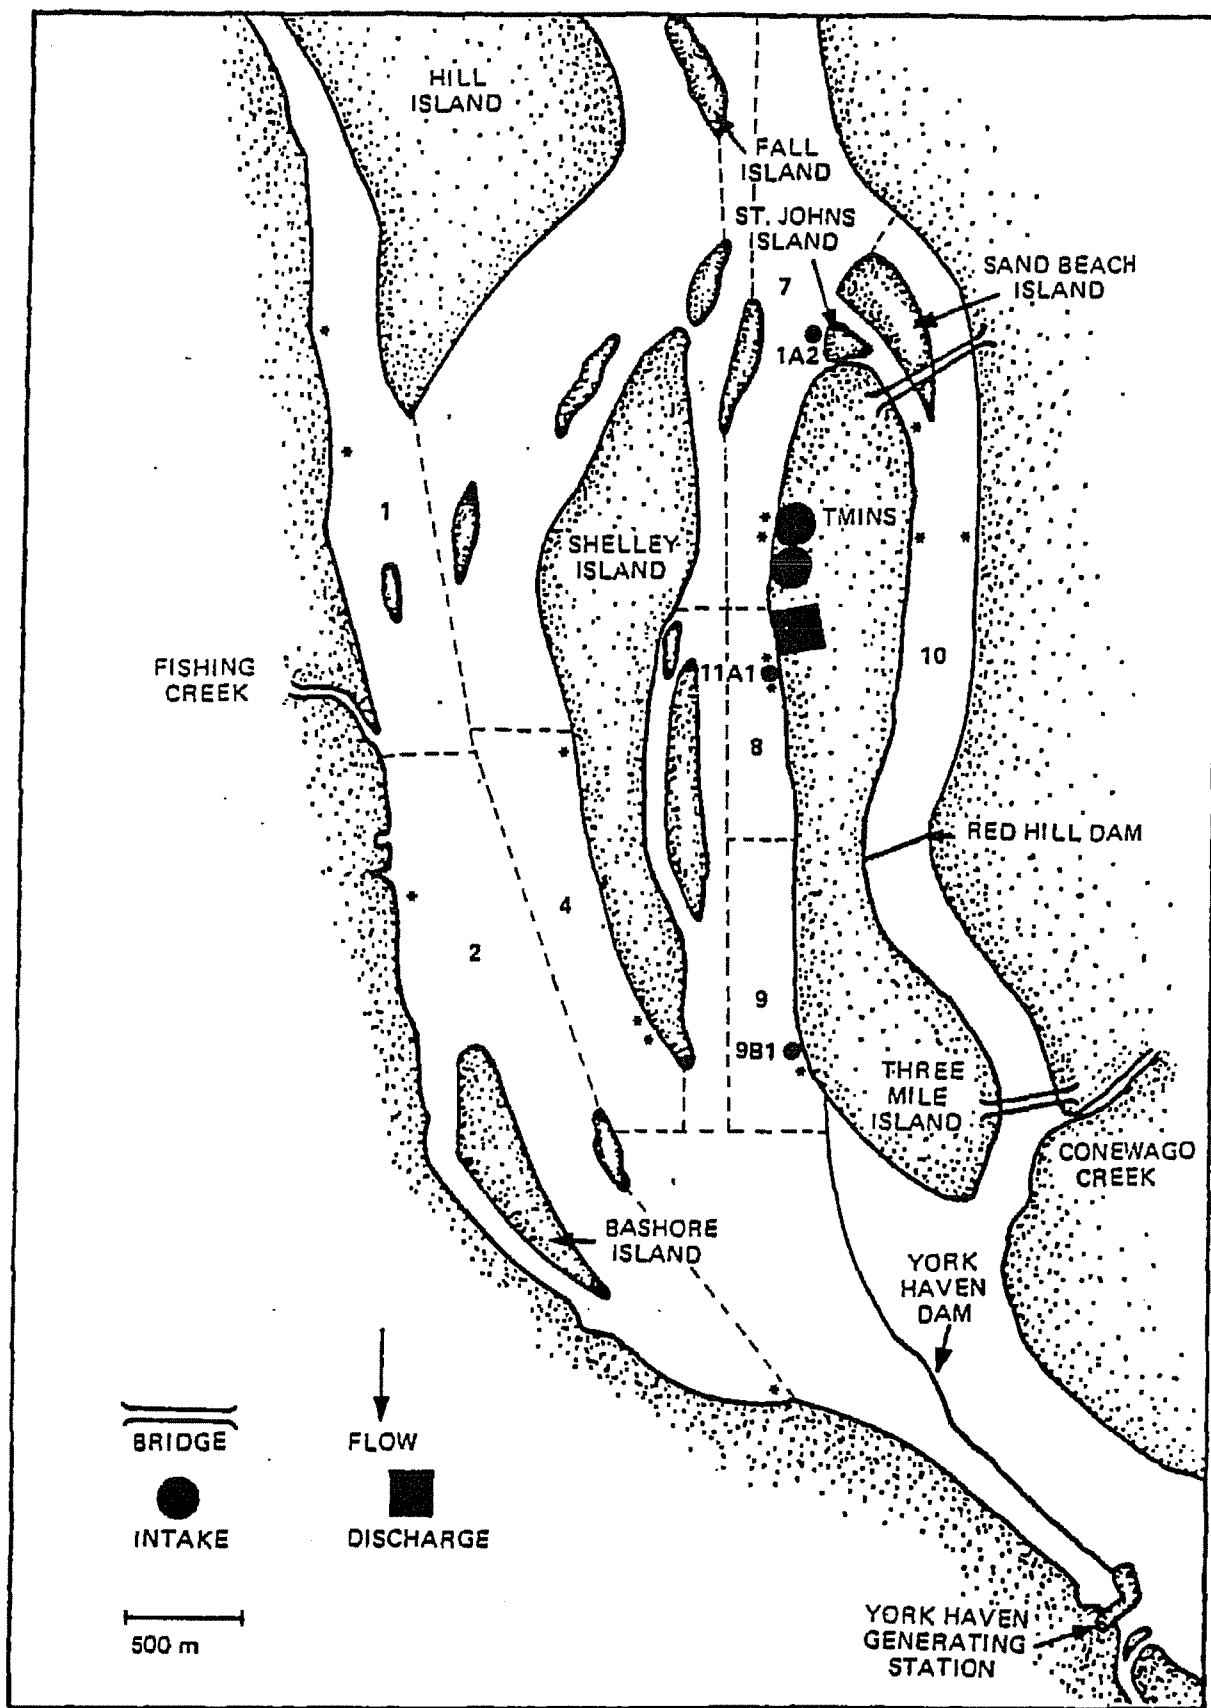 HILL
ISLAND
FALL
ISLAND
ST. JOHNS
ISLAND
SAND BEACH
ISLAND
7
1A2
1
TMINS
SHELLEY
ISLAND
10
FISHING
CREEK
11A1
8
RED HILL DAM
4
2
9
9B1
THREE
MILE
ISLAND
CONEWAGO
CREEK
BASHORE
ISLAND
YORK
HAVEN
DAM
BRIDGE
FLOW
INTAKE
DISCHARGE
500 m
YORK HAVEN
GENERATING
STATION